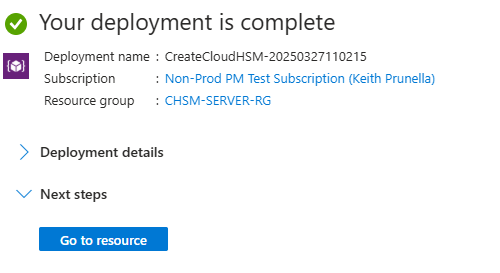 Your deployment is complete
Deployment name : CreateCloudHSM-20250327110215
Subscription : Non-Prod PM Test Subscription (Keith Prunella)
Resource group : CHSM-SERVER-RG
Deployment details
Next steps
Go to resource